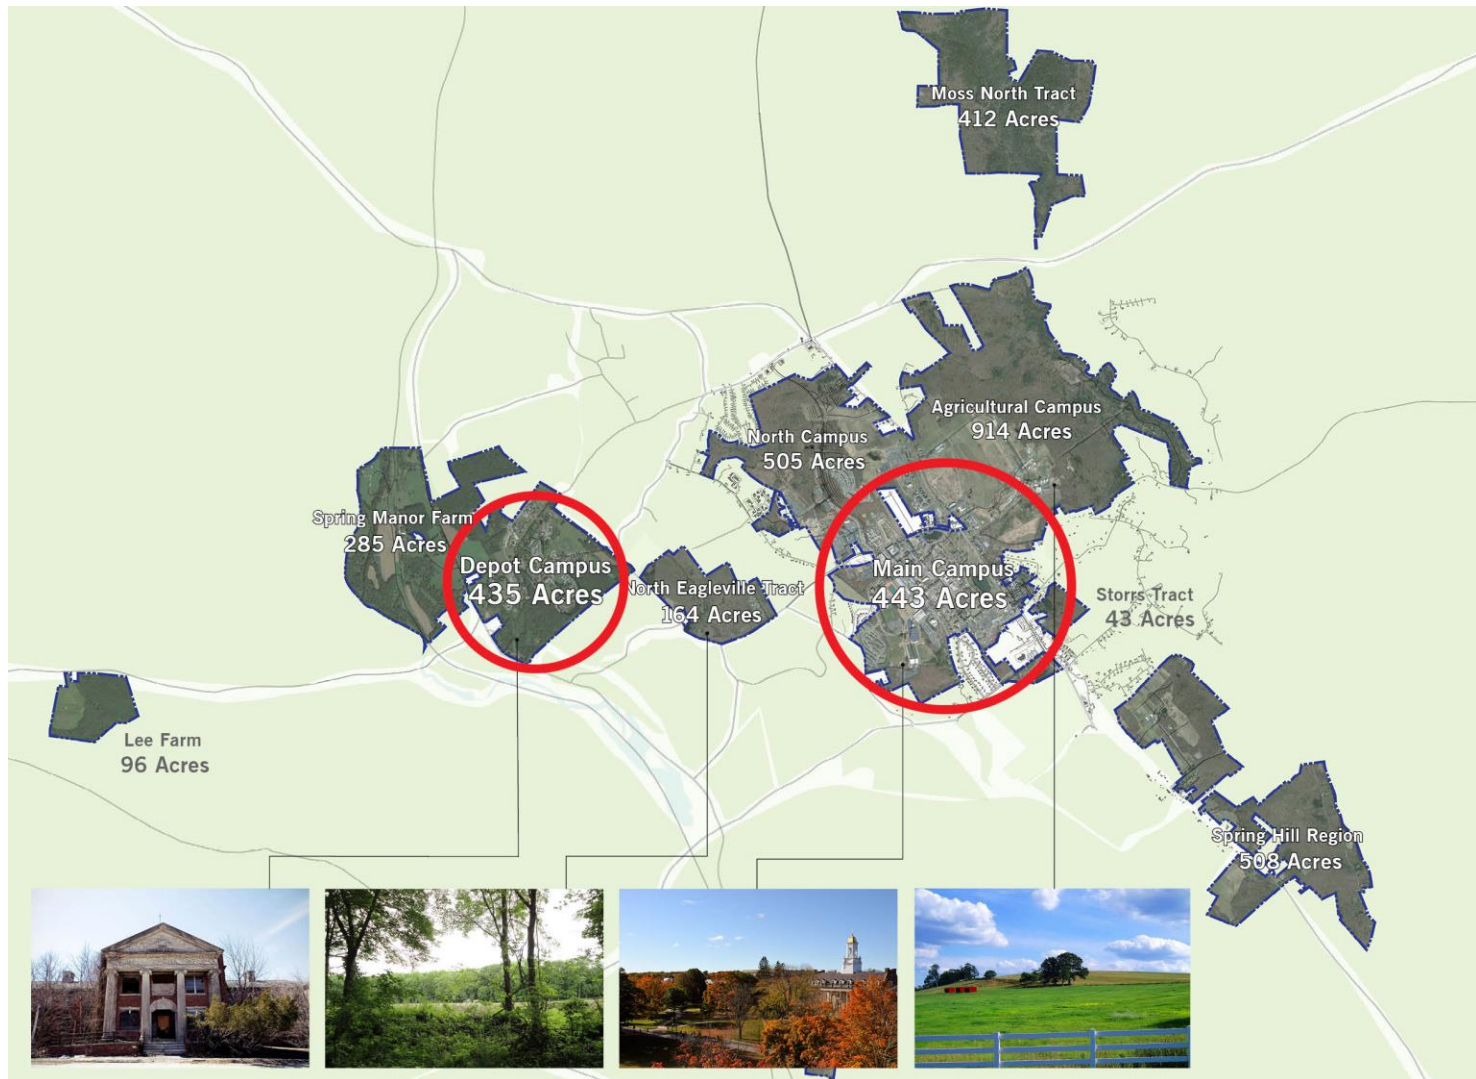 Moss North Tract
412 Acres
Agricultural Campus
914 Acres
North Campus
505 Acres
Spring Manor Farm
285 Acres
Depot Campus
435 Acres
North Eagleville Tract
164 Acres
Main Campus
443 Acres
Storrs Tract
43 Acres
Lee Farm
96 Acres
Spring Hill Region
508 Acres